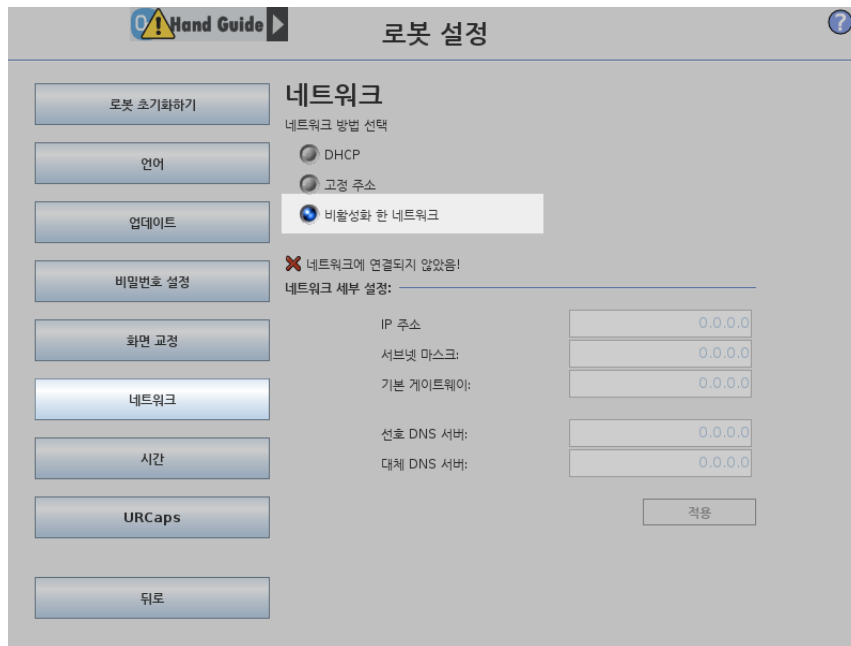 Hand Guide
로봇 설정
?
로봇 초기화하기
언어
업데이트
비밀번호 설정
화면 교정
네트워크
시간
URCaps
뒤로
네트워크
네트워크 방법 선택
DHCP
고정 주소
비활성화 한 네트워크
네트워크에 연결되지 않았음!
네트워크 세부 설정:
IP 주소 0.0.0.0
서브넷 마스크: 0.0.0.0
기본 게이트웨이: 0.0.0.0
선호 DNS 서버: 0.0.0.0
대체 DNS 서버: 0.0.0.0
적용